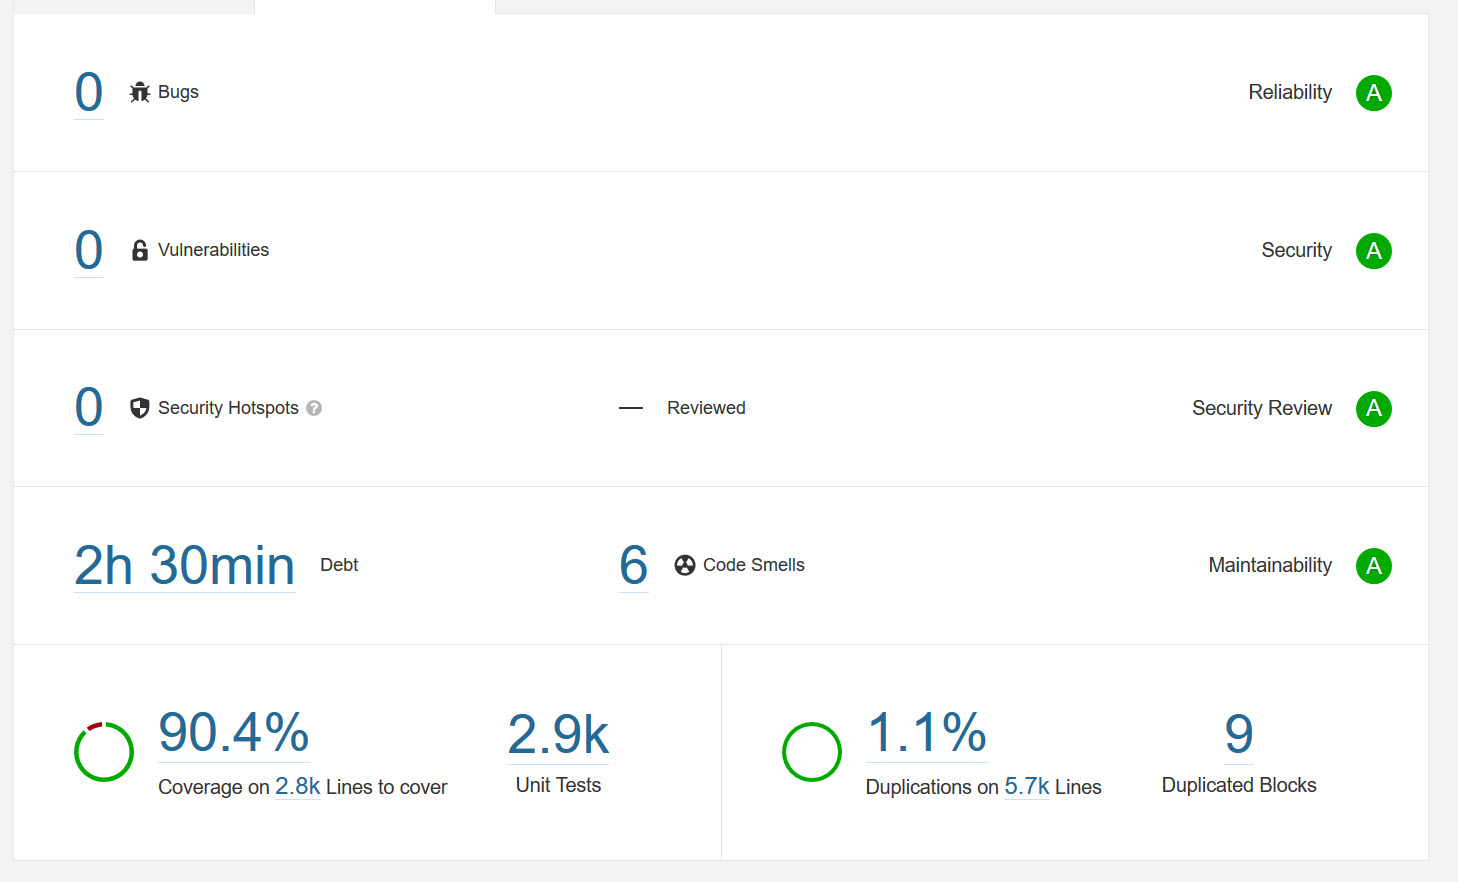 0 Bugs Reliability A
0 Vulnerabilities Security A
0 Security Hotspots ? — Reviewed Security Review A
2h 30min Debt 6 Code Smells Maintainability A
90.4%
Coverage on 2.8k Lines to cover
2.9k
Unit Tests
1.1%
Duplications on 5.7k Lines
9
Duplicated Blocks